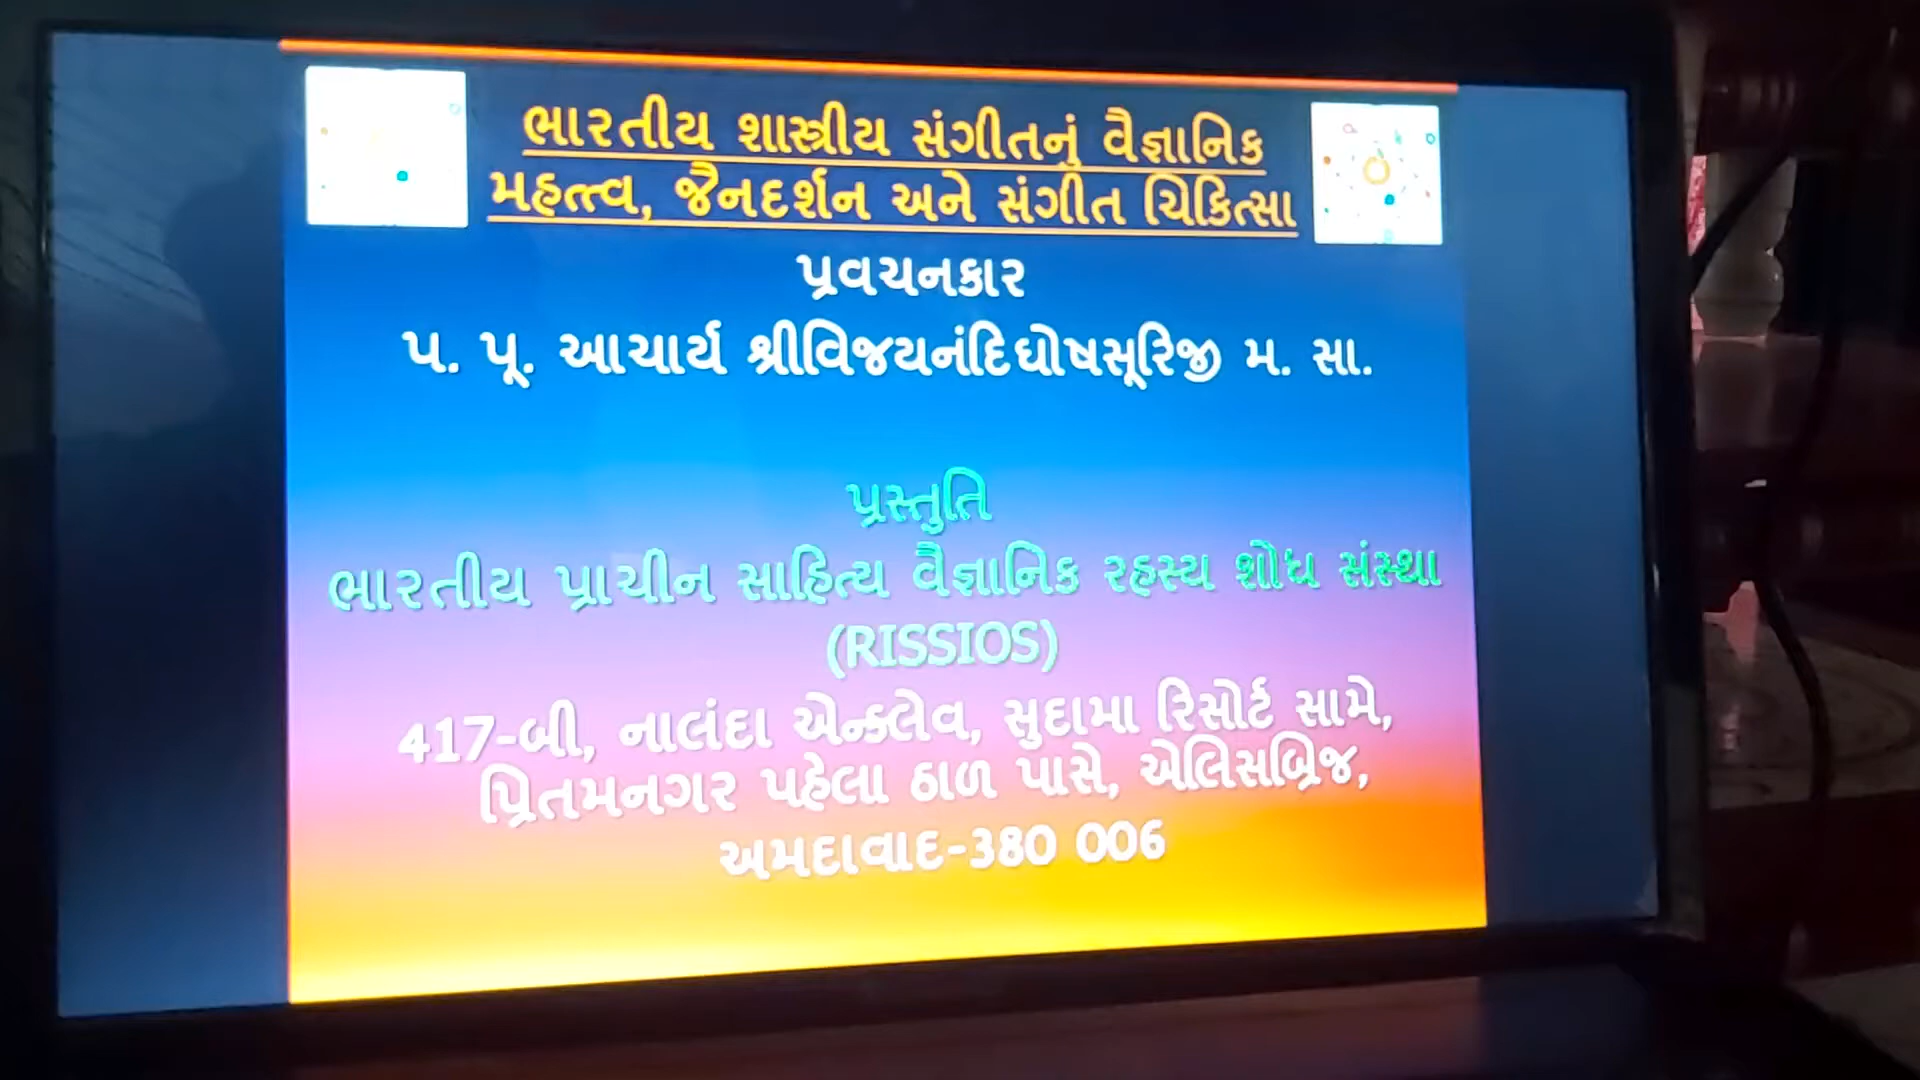 ભારતીય શાસ્ત્રીય સંગીતનું વૈજ્ઞાનિક
મહત્ત્વ, જૈનદર્શન અને સંગીત ચિકિત્સા
પ્રવચનકાર
પ. પૂ. આચાર્ય શ્રીવિજયનંદિઘોષસૂરિજી મ. સા.
પ્રસ્તુતિ
ભારતીય પ્રાચીન સાહિત્ય વૈજ્ઞાનિક રહસ્ય શોધ સંસ્થા
(RISSIOS)
417-બી, નાલંદા એન્ક્લેવ, સુદામા રિસોર્ટ સામે,
પ્રિતમનગર પહેલા ઠાળ પાસે, એલિસબ્રિજ,
અમદાવાદ-380 006